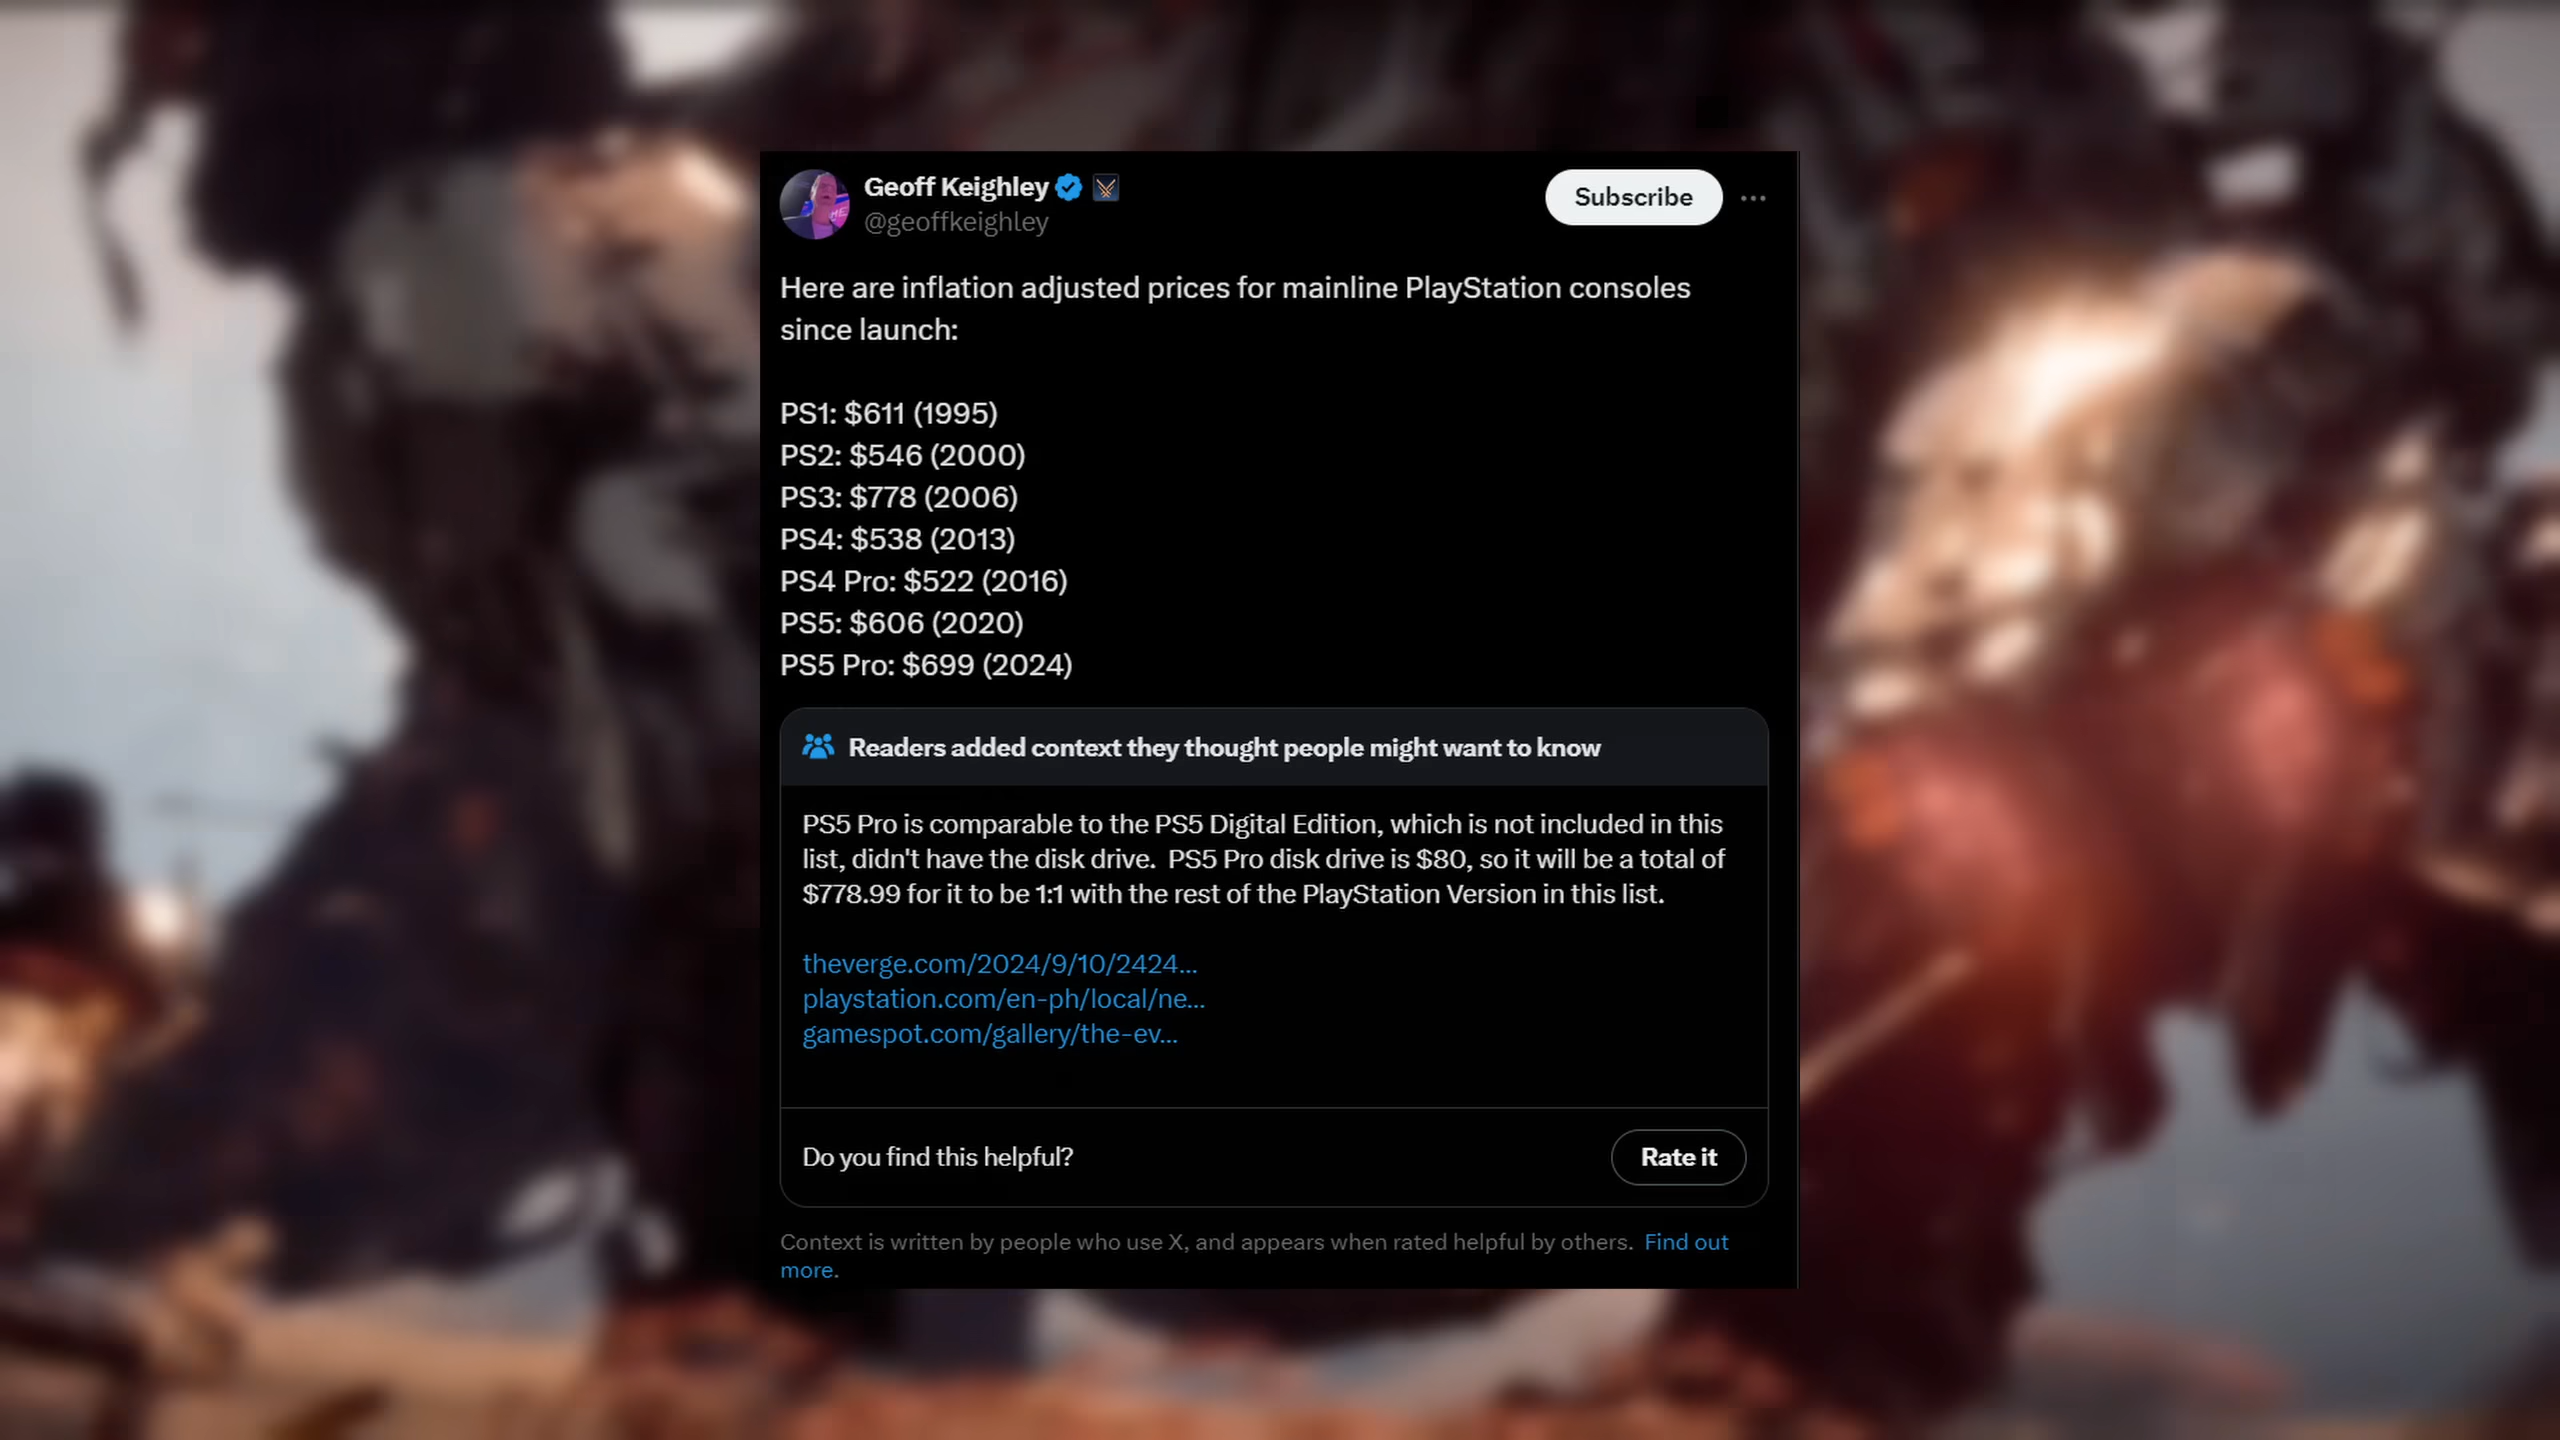 Geoff Keighley
@geoffkeighley
Subscribe
Here are inflation adjusted prices for mainline PlayStation consoles
since launch:
PS1: $611 (1995)
PS2: $546 (2000)
PS3: $778 (2006)
PS4: $538 (2013)
PS4 Pro: $522 (2016)
PS5: $606 (2020)
PS5 Pro: $699 (2024)
Readers added context they thought people might want to know
PS5 Pro is comparable to the PS5 Digital Edition, which is not included in this
list, didn't have the disk drive.  PS5 Pro disk drive is $80, so it will be a total of
$778.99 for it to be 1:1 with the rest of the PlayStation Version in this list.
theverge.com/2024/9/10/2424...
playstation.com/en-ph/local/ne...
gamespot.com/gallery/the-ev...
Do you find this helpful?
Rate it
Context is written by people who use X, and appears when rated helpful by others. Find out
more.